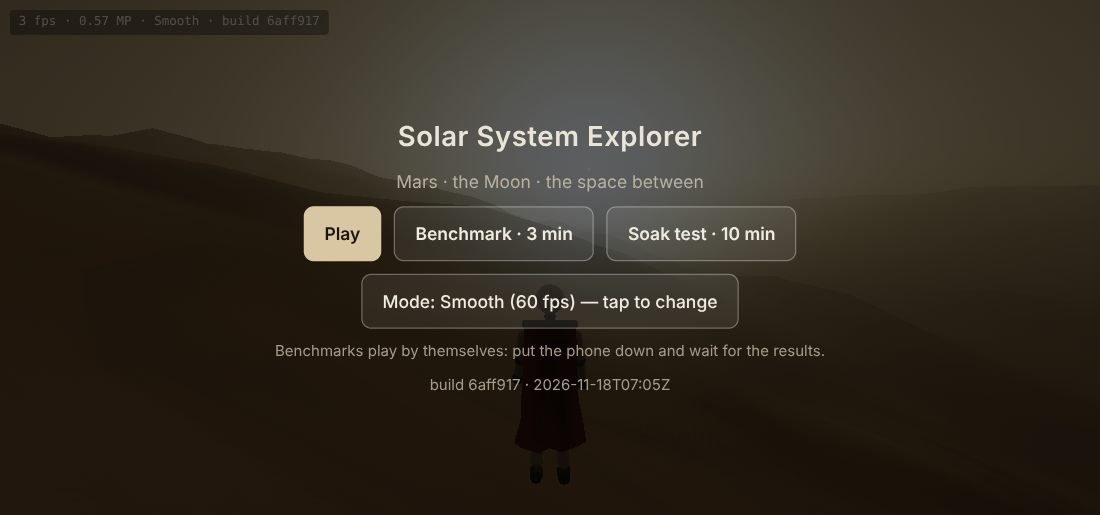 3 fps · 0.57 MP · Smooth · build 6aff917
Solar System Explorer
Mars · the Moon · the space between
Play
Benchmark · 3 min
Soak test · 10 min
Mode: Smooth (60 fps) — tap to change
Benchmarks play by themselves: put the phone down and wait for the results.
build 6aff917 · 2026-11-18T07:05Z